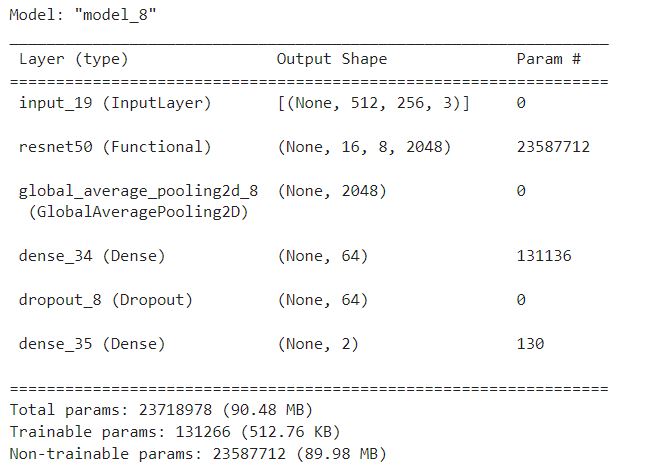 Model: "model_8"
_________________________________________________________________
Layer (type) Output Shape Param #
=================================================================
input_19 (InputLayer) [(None, 512, 256, 3)] 0
resnet50 (Functional) (None, 16, 8, 2048) 23587712
global_average_pooling2d_8 (None, 2048) 0
(GlobalAveragePooling2D)
dense_34 (Dense) (None, 64) 131136
dropout_8 (Dropout) (None, 64) 0
dense_35 (Dense) (None, 2) 130
=================================================================
Total params: 23718978 (90.48 MB)
Trainable params: 131266 (512.76 KB)
Non-trainable params: 23587712 (89.98 MB)